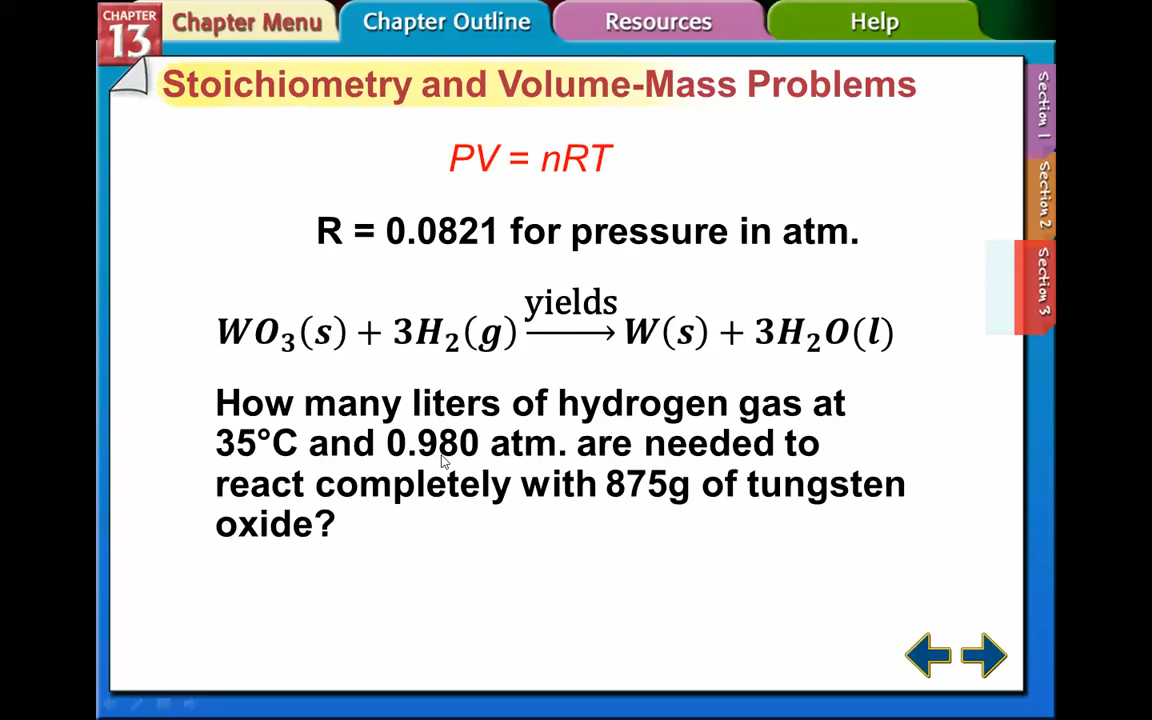 CHAPTER
13
Chapter Menu
Chapter Outline
Resources
Help
Stoichiometry and Volume-Mass Problems
PV = nRT
R = 0.0821 for pressure in atm.
yields
WO₃(s) + 3H₂(g) ⟶ W(s) + 3H₂O(l)
How many liters of hydrogen gas at
35°C and 0.980 atm. are needed to
react completely with 875g of tungsten
oxide?
Section 1
Section 2
Section 3